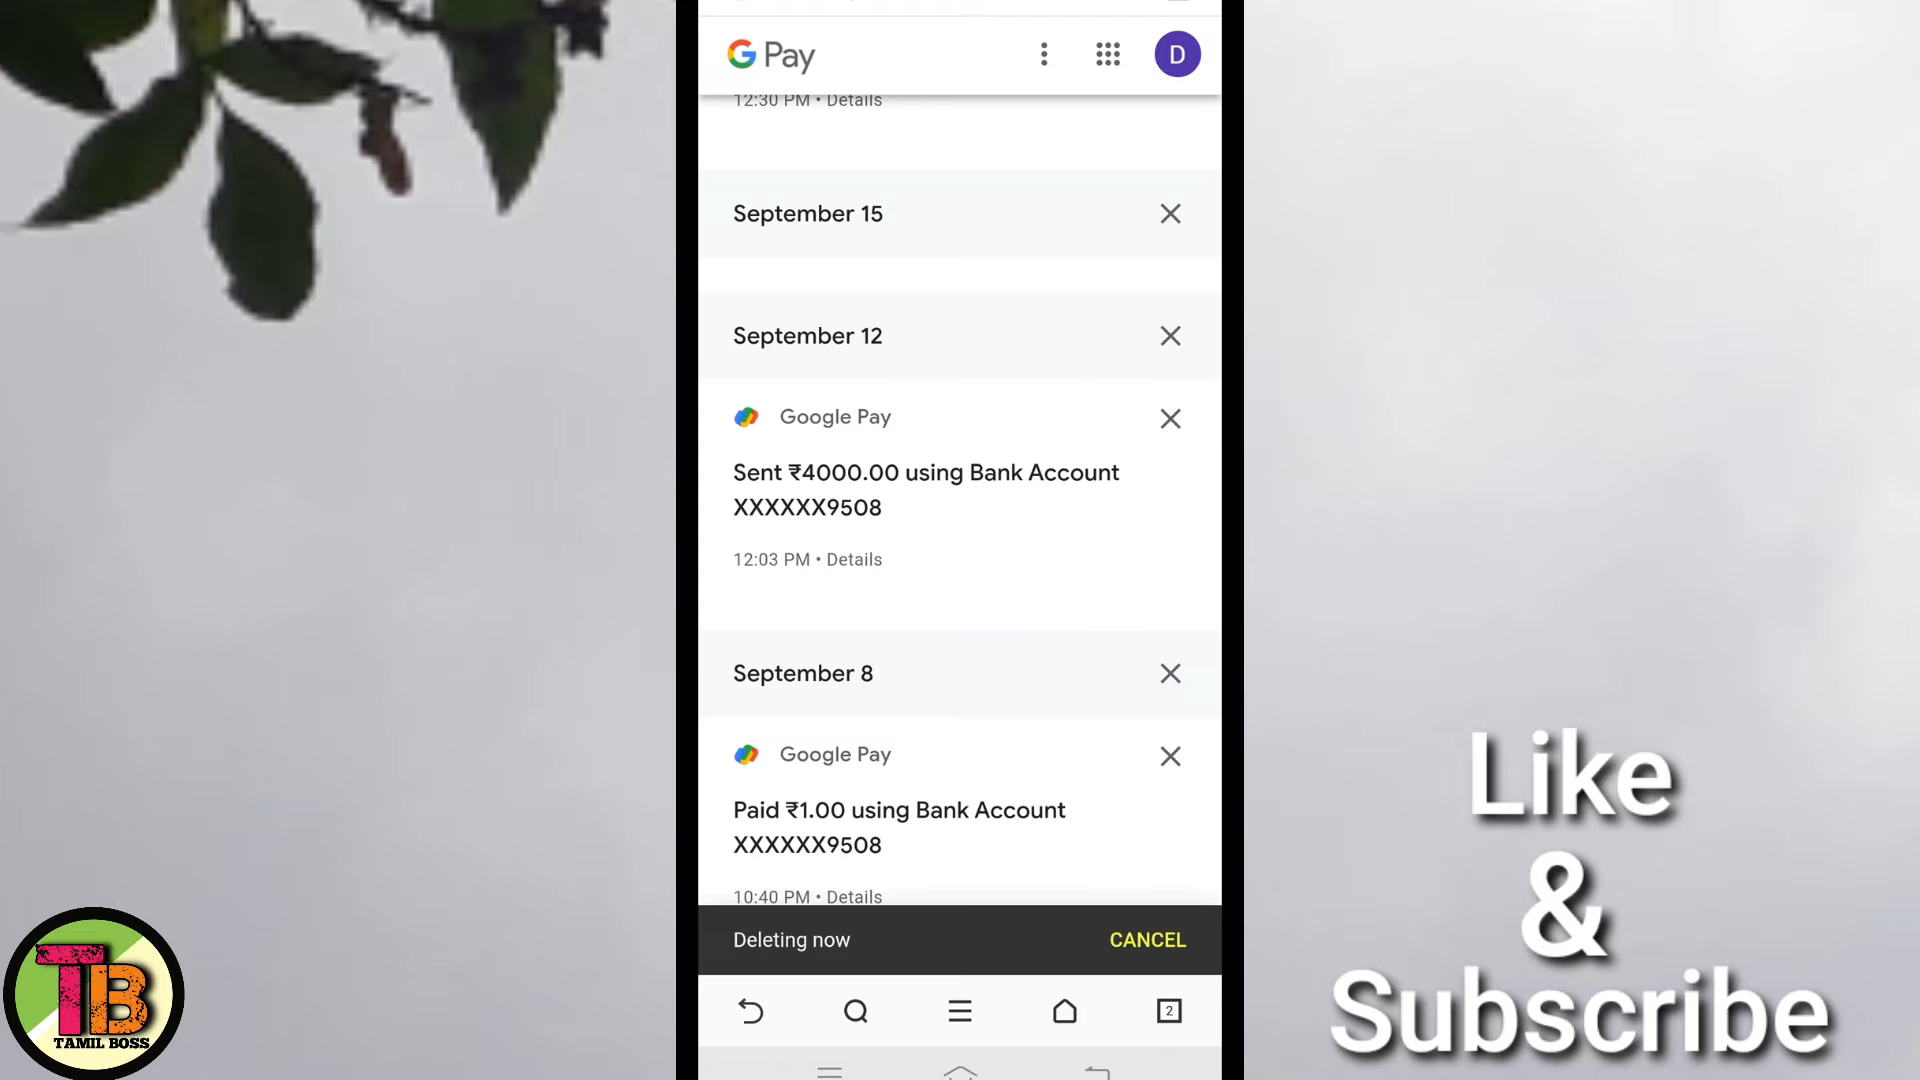 G Pay
D
12:30 PM • Details
September 15
September 12
Google Pay
Sent ₹4000.00 using Bank Account
XXXXXX9508
12:03 PM • Details
September 8
Google Pay
Paid ₹1.00 using Bank Account
XXXXXX9508
10:40 PM • Details
Deleting now
CANCEL
2
TB
TAMIL BOSS
Like
&
Subscribe